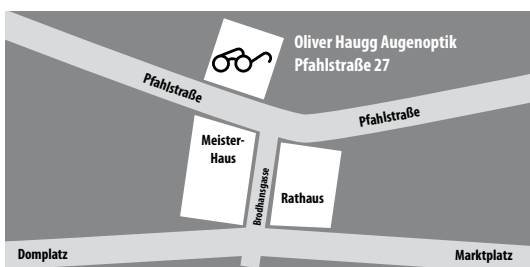 Oliver Haugg Augenoptik
Pfahlstraße 27
Pfahlstraße
Pfahlstraße
Meister-
Haus
Brodhansgasse
Rathaus
Domplatz
Marktplatz